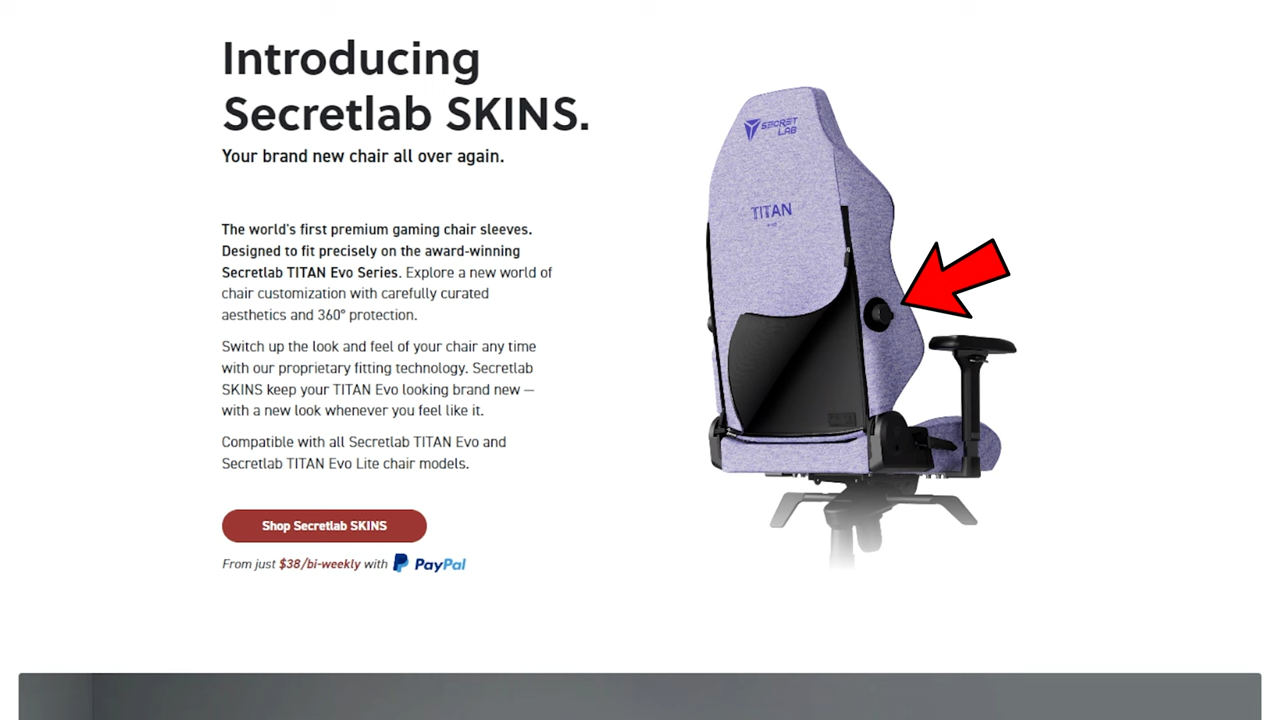 Introducing
Secretlab SKINS.
Your brand new chair all over again.
The world's first premium gaming chair sleeves.
Designed to fit precisely on the award-winning
Secretlab TITAN Evo Series. Explore a new world of
chair customization with carefully curated
aesthetics and 360° protection.
Switch up the look and feel of your chair any time
with our proprietary fitting technology. Secretlab
SKINS keep your TITAN Evo looking brand new —
with a new look whenever you feel like it.
Compatible with all Secretlab TITAN Evo and
Secretlab TITAN Evo Lite chair models.
Shop Secretlab SKINS
From just $38/bi-weekly with PayPal
SECRET
LAB
TITAN